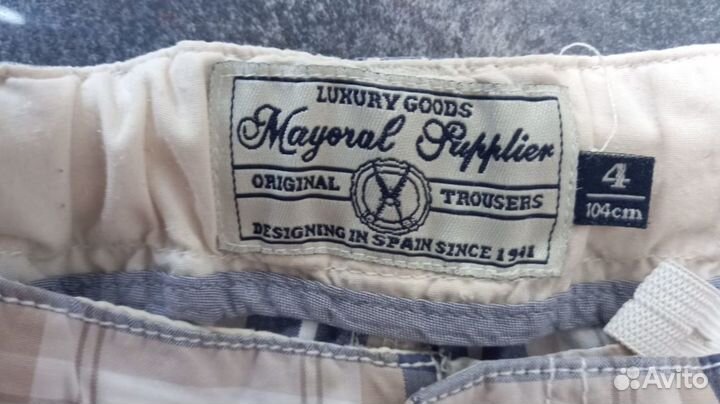 LUXURY GOODS
Mayoral Supplier
ORIGINAL TROUSERS
DESIGNING IN SPAIN SINCE 1941
4
104cm
Avito